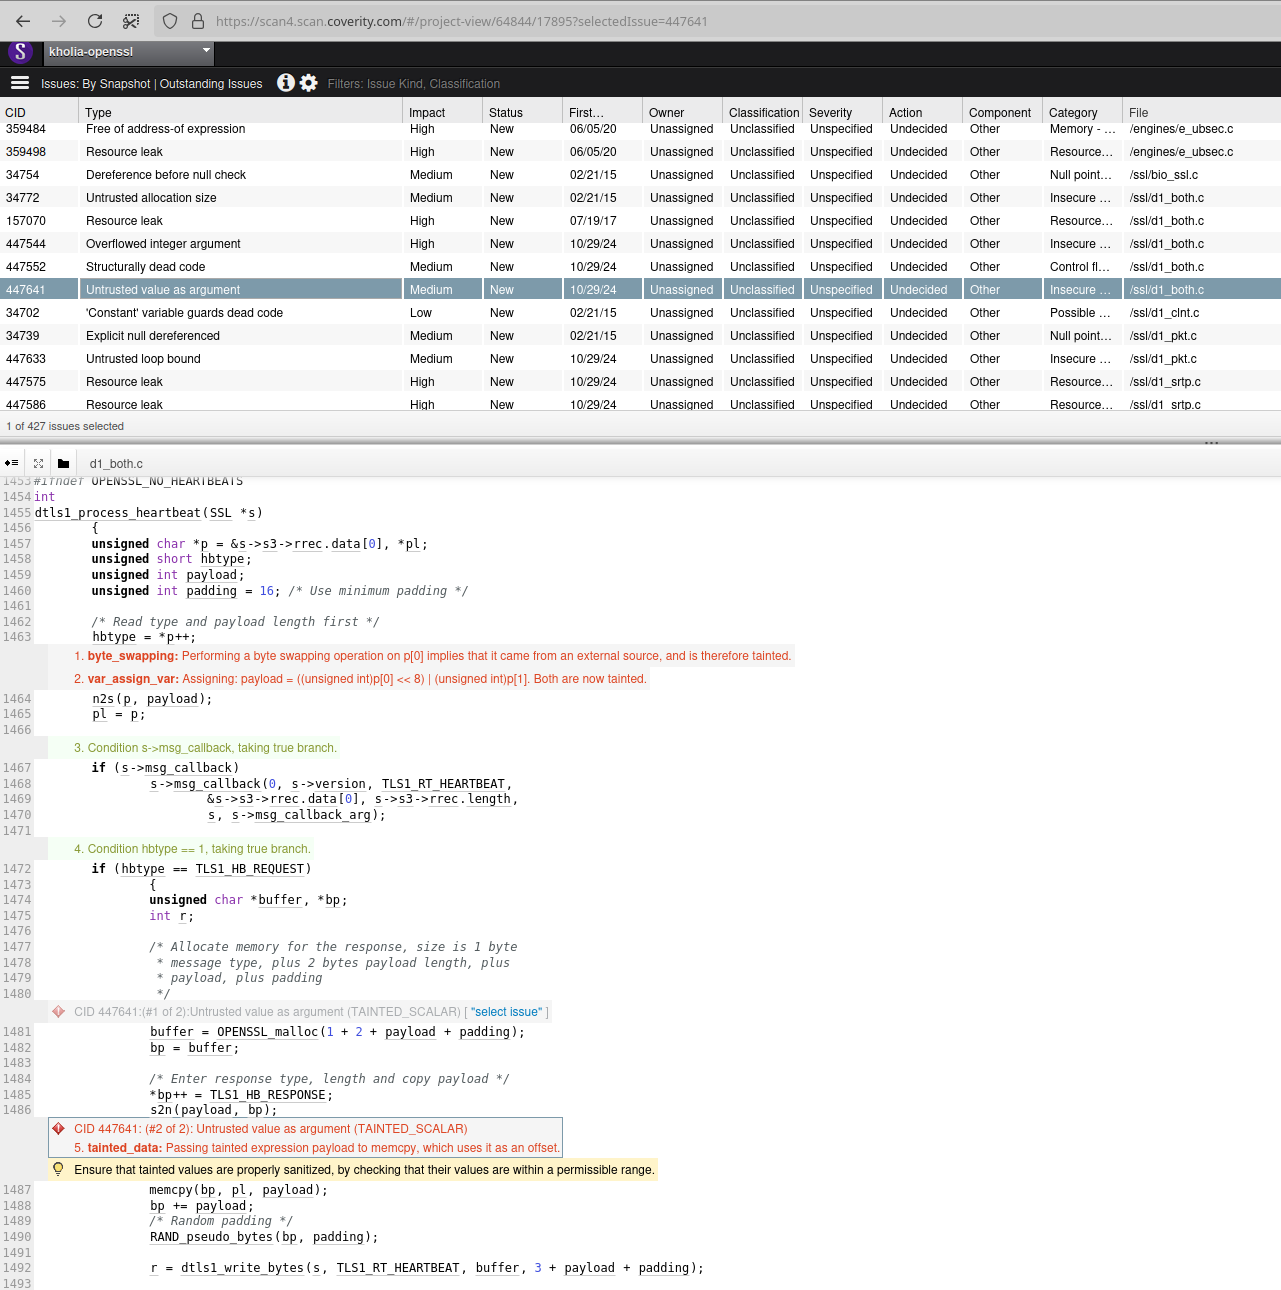 https://scan4.scan.coverity.com/#/project-view/64844/17895?selectedIssue=447641
S kholia-openssl
Issues: By Snapshot | Outstanding Issues Filters: Issue Kind, Classification
CID Type Impact Status First… Owner Classification Severity Action Component Category File
359484 Free of address-of expression High New 06/05/20 Unassigned Unclassified Unspecified Undecided Other Memory - … /engines/e_ubsec.c
359498 Resource leak High New 06/05/20 Unassigned Unclassified Unspecified Undecided Other Resource… /engines/e_ubsec.c
34754 Dereference before null check Medium New 02/21/15 Unassigned Unclassified Unspecified Undecided Other Null point… /ssl/bio_ssl.c
34772 Untrusted allocation size Medium New 02/21/15 Unassigned Unclassified Unspecified Undecided Other Insecure … /ssl/d1_both.c
157070 Resource leak High New 07/19/17 Unassigned Unclassified Unspecified Undecided Other Resource… /ssl/d1_both.c
447544 Overflowed integer argument High New 10/29/24 Unassigned Unclassified Unspecified Undecided Other Insecure … /ssl/d1_both.c
447552 Structurally dead code Medium New 10/29/24 Unassigned Unclassified Unspecified Undecided Other Control fl… /ssl/d1_both.c
447641 Untrusted value as argument Medium New 10/29/24 Unassigned Unclassified Unspecified Undecided Other Insecure … /ssl/d1_both.c
34702 'Constant' variable guards dead code Low New 02/21/15 Unassigned Unclassified Unspecified Undecided Other Possible … /ssl/d1_clnt.c
34739 Explicit null dereferenced Medium New 02/21/15 Unassigned Unclassified Unspecified Undecided Other Null point… /ssl/d1_pkt.c
447633 Untrusted loop bound Medium New 10/29/24 Unassigned Unclassified Unspecified Undecided Other Insecure … /ssl/d1_pkt.c
447575 Resource leak High New 10/29/24 Unassigned Unclassified Unspecified Undecided Other Resource… /ssl/d1_srtp.c
447586 Resource leak High New 10/29/24 Unassigned Unclassified Unspecified Undecided Other Resource… /ssl/d1_srtp.c
1 of 427 issues selected
d1_both.c
1453 #ifndef OPENSSL_NO_HEARTBEATS
1454 int
1455 dtls1_process_heartbeat(SSL *s)
1456 {
1457 unsigned char *p = &s->s3->rrec.data[0], *pl;
1458 unsigned short hbtype;
1459 unsigned int payload;
1460 unsigned int padding = 16; /* Use minimum padding */
1461
1462 /* Read type and payload length first */
1463 hbtype = *p++;
1. byte_swapping: Performing a byte swapping operation on p[0] implies that it came from an external source, and is therefore tainted.
2. var_assign_var: Assigning: payload = ((unsigned int)p[0] << 8) | (unsigned int)p[1]. Both are now tainted.
1464 n2s(p, payload);
1465 pl = p;
1466
3. Condition s->msg_callback, taking true branch.
1467 if (s->msg_callback)
1468 s->msg_callback(0, s->version, TLS1_RT_HEARTBEAT,
1469 &s->s3->rrec.data[0], s->s3->rrec.length,
1470 s, s->msg_callback_arg);
1471
4. Condition hbtype == 1, taking true branch.
1472 if (hbtype == TLS1_HB_REQUEST)
1473 {
1474 unsigned char *buffer, *bp;
1475 int r;
1476
1477 /* Allocate memory for the response, size is 1 byte
1478 * message type, plus 2 bytes payload length, plus
1479 * payload, plus padding
1480 */
CID 447641:(#1 of 2):Untrusted value as argument (TAINTED_SCALAR) [ "select issue" ]
1481 buffer = OPENSSL_malloc(1 + 2 + payload + padding);
1482 bp = buffer;
1483
1484 /* Enter response type, length and copy payload */
1485 *bp++ = TLS1_HB_RESPONSE;
1486 s2n(payload, bp);
CID 447641: (#2 of 2): Untrusted value as argument (TAINTED_SCALAR)
5. tainted_data: Passing tainted expression payload to memcpy, which uses it as an offset.
Ensure that tainted values are properly sanitized, by checking that their values are within a permissible range.
1487 memcpy(bp, pl, payload);
1488 bp += payload;
1489 /* Random padding */
1490 RAND_pseudo_bytes(bp, padding);
1491
1492 r = dtls1_write_bytes(s, TLS1_RT_HEARTBEAT, buffer, 3 + payload + padding);
1493